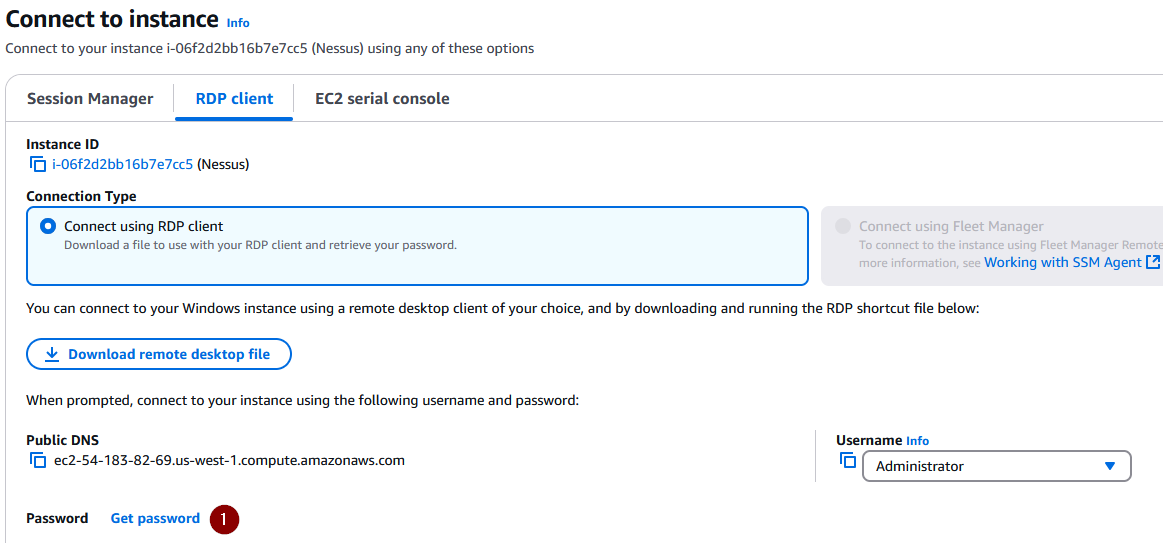 Connect to instance Info
Connect to your instance i-06f2d2bb16b7e7cc5 (Nessus) using any of these options
Session Manager RDP client EC2 serial console
Instance ID
i-06f2d2bb16b7e7cc5 (Nessus)
Connection Type
Connect using RDP client
Download a file to use with your RDP client and retrieve your password.
Connect using Fleet Manager
To connect to the instance using Fleet Manager Remote
more information, see Working with SSM Agent
You can connect to your Windows instance using a remote desktop client of your choice, and by downloading and running the RDP shortcut file below:
Download remote desktop file
When prompted, connect to your instance using the following username and password:
Public DNS
ec2-54-183-82-69.us-west-1.compute.amazonaws.com
Username Info
Administrator
Password Get password 1